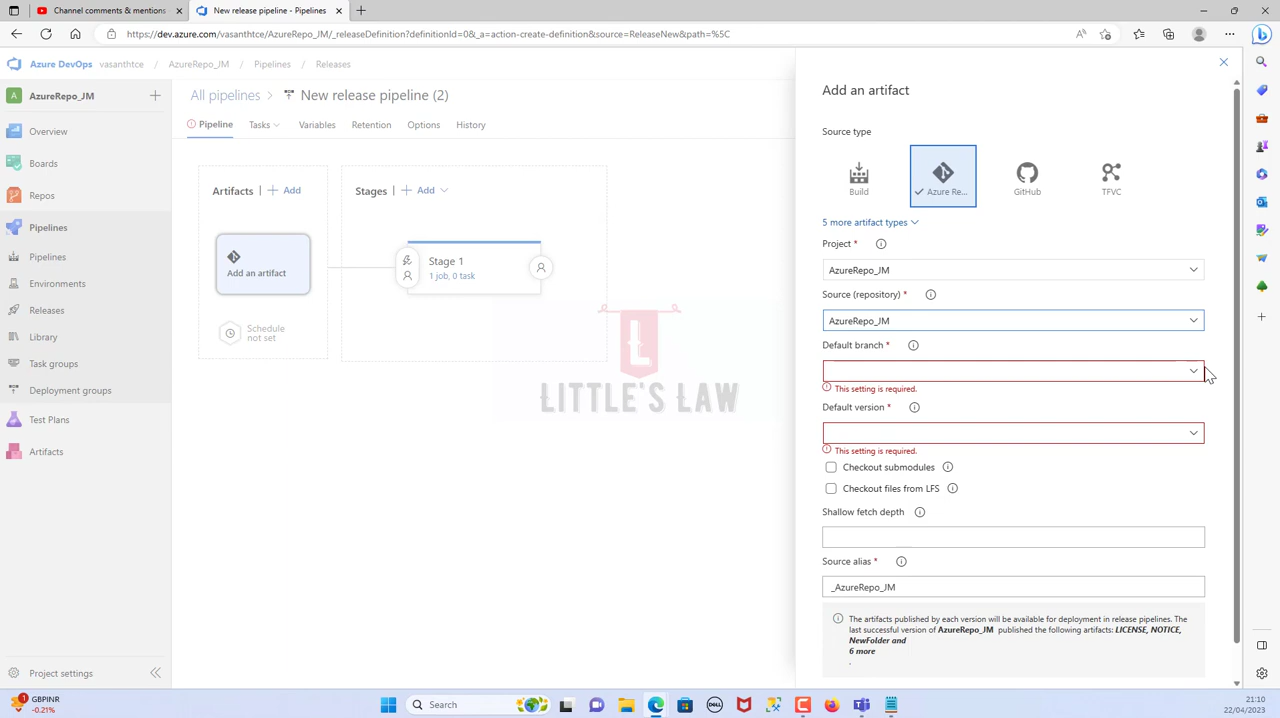 Channel comments & mentions
New release pipeline - Pipelines
https://dev.azure.com/vasanthtce/AzureRepo_JM/_releaseDefinition?definitionId=0&_a=action-create-definition&source=ReleaseNew&path=%5C
Azure DevOps
vasanthtce / AzureRepo_JM / Pipelines / Releases
A AzureRepo_JM
Overview
Boards
Repos
Pipelines
Pipelines
Environments
Releases
Library
Task groups
Deployment groups
Test Plans
Artifacts
Project settings
All pipelines > New release pipeline (2)
Pipeline Tasks Variables Retention Options History
Artifacts | + Add
Add an artifact
Schedule
not set
Stages | + Add
Stage 1
1 job, 0 task
L
LITTLE'S LAW
Add an artifact
Source type
Build
Azure Re...
GitHub
TFVC
5 more artifact types
Project *
AzureRepo_JM
Source (repository) *
AzureRepo_JM
Default branch *
This setting is required.
Default version *
This setting is required.
Checkout submodules
Checkout files from LFS
Shallow fetch depth
Source alias *
_AzureRepo_JM
The artifacts published by each version will be available for deployment in release pipelines. The
last successful version of AzureRepo_JM published the following artifacts: LICENSE, NOTICE,
NewFolder and
6 more
.
GBPINR
-0.21%
Search
DELL
21:10
22/04/2023